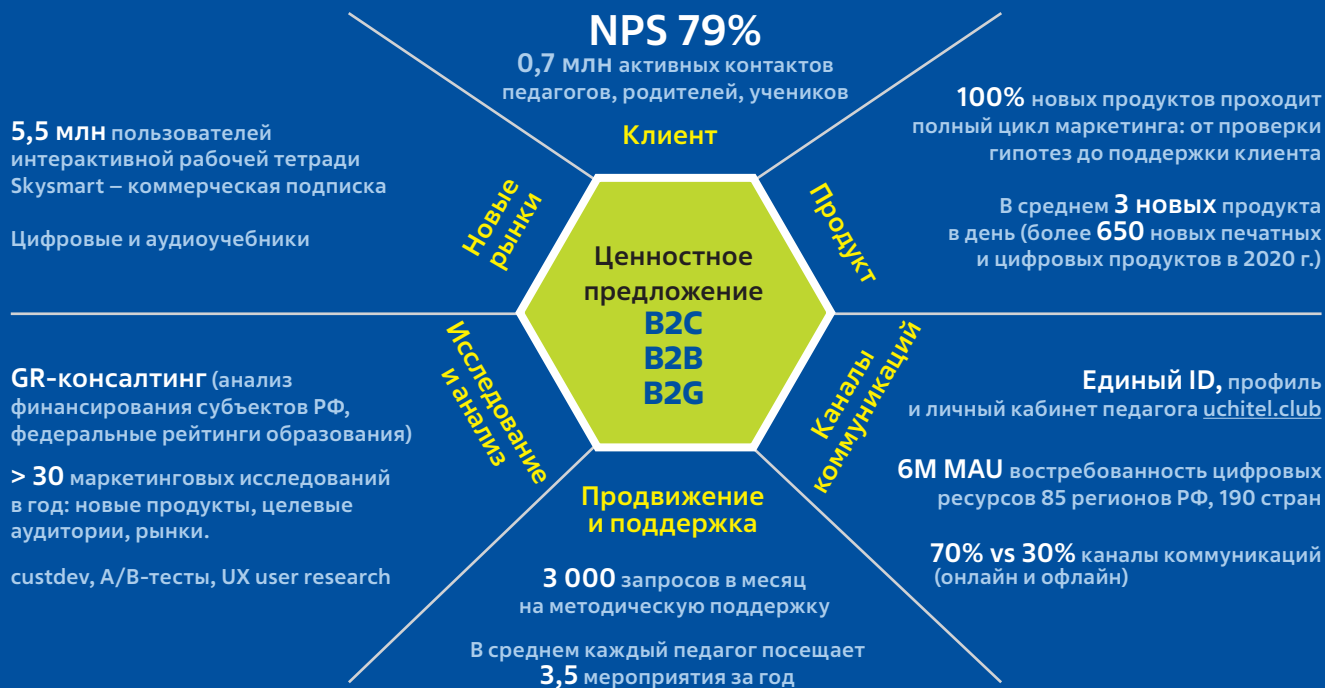 NPS 79%
0,7 млн активных контактов
педагогов, родителей, учеников
Клиент
5,5 млн пользователей
интерактивной рабочей тетради
Skysmart – коммерческая подписка
Цифровые и аудиоучебники
Новые
рынки
100% новых продуктов проходит
полный цикл маркетинга: от проверки
гипотез до поддержки клиента
В среднем 3 новых продукта
в день (более 650 новых печатных
и цифровых продуктов в 2020 г.)
Продукт
Ценностное
предложение
B2C
B2B
B2G
Исследование
и анализ
GR-консалтинг (анализ
финансирования субъектов РФ,
федеральные рейтинги образования)
> 30 маркетинговых исследований
в год: новые продукты, целевые
аудитории, рынки.
custdev, A/B-тесты, UX user research
Каналы
коммуникаций
Единый ID, профиль
и личный кабинет педагога uchitel.club
6M MAU востребованность цифровых
ресурсов 85 регионов РФ, 190 стран
70% vs 30% каналы коммуникаций
(онлайн и офлайн)
Продвижение
и поддержка
3 000 запросов в месяц
на методическую поддержку
В среднем каждый педагог посещает
3,5 мероприятия за год